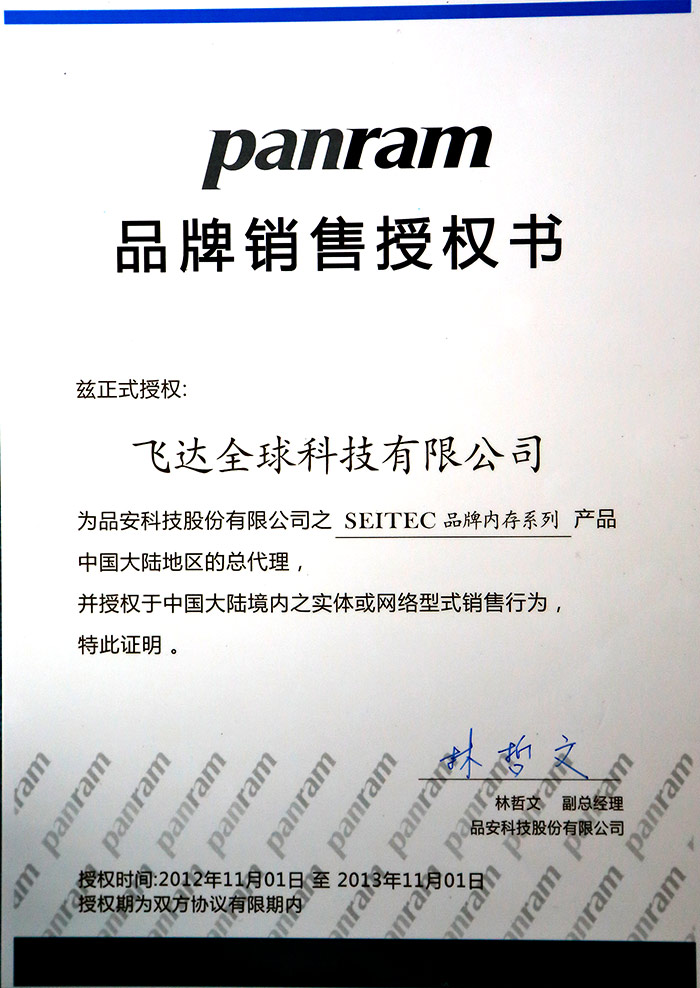 panram
品牌销售授权书
兹正式授权:
飞达全球科技有限公司
为品安科技股份有限公司之 SEITEC 品牌内存系列 产品
中国大陆地区的总代理，
并授权于中国大陆境内之实体或网络型式销售行为，
特此证明。
林哲文
林哲文 副总经理
品安科技股份有限公司
授权时间:2012年11月01日 至 2013年11月01日
授权期为双方协议有限期内